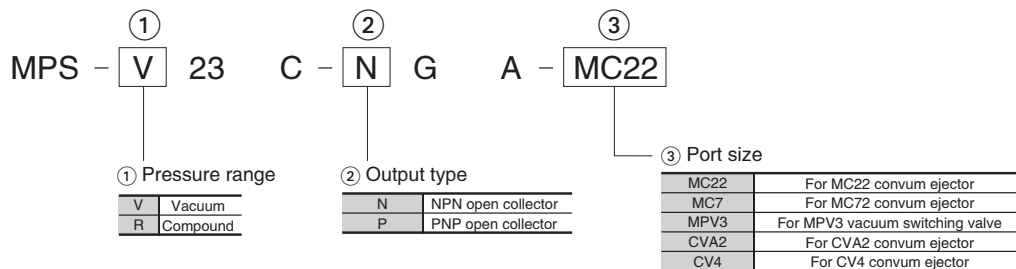 ① ② ③
MPS – V 23 C – N G A – MC22
① Pressure range
V Vacuum
R Compound
② Output type
N NPN open collector
P PNP open collector
③ Port size
MC22 For MC22 convum ejector
MC7 For MC72 convum ejector
MPV3 For MPV3 vacuum switching valve
CVA2 For CVA2 convum ejector
CV4 For CV4 convum ejector